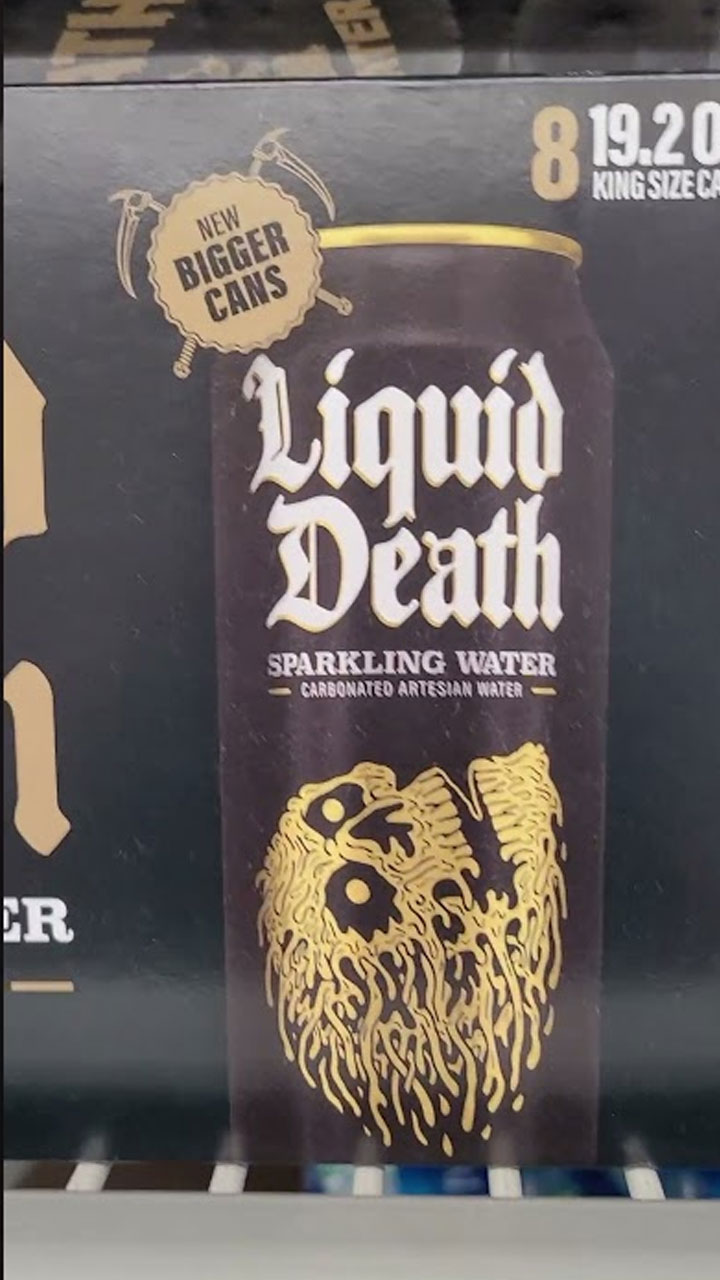 8 19.2 O
KING SIZE CA
NEW
BIGGER
CANS
Liquid
Death
SPARKLING WATER
CARBONATED ARTESIAN WATER
ER